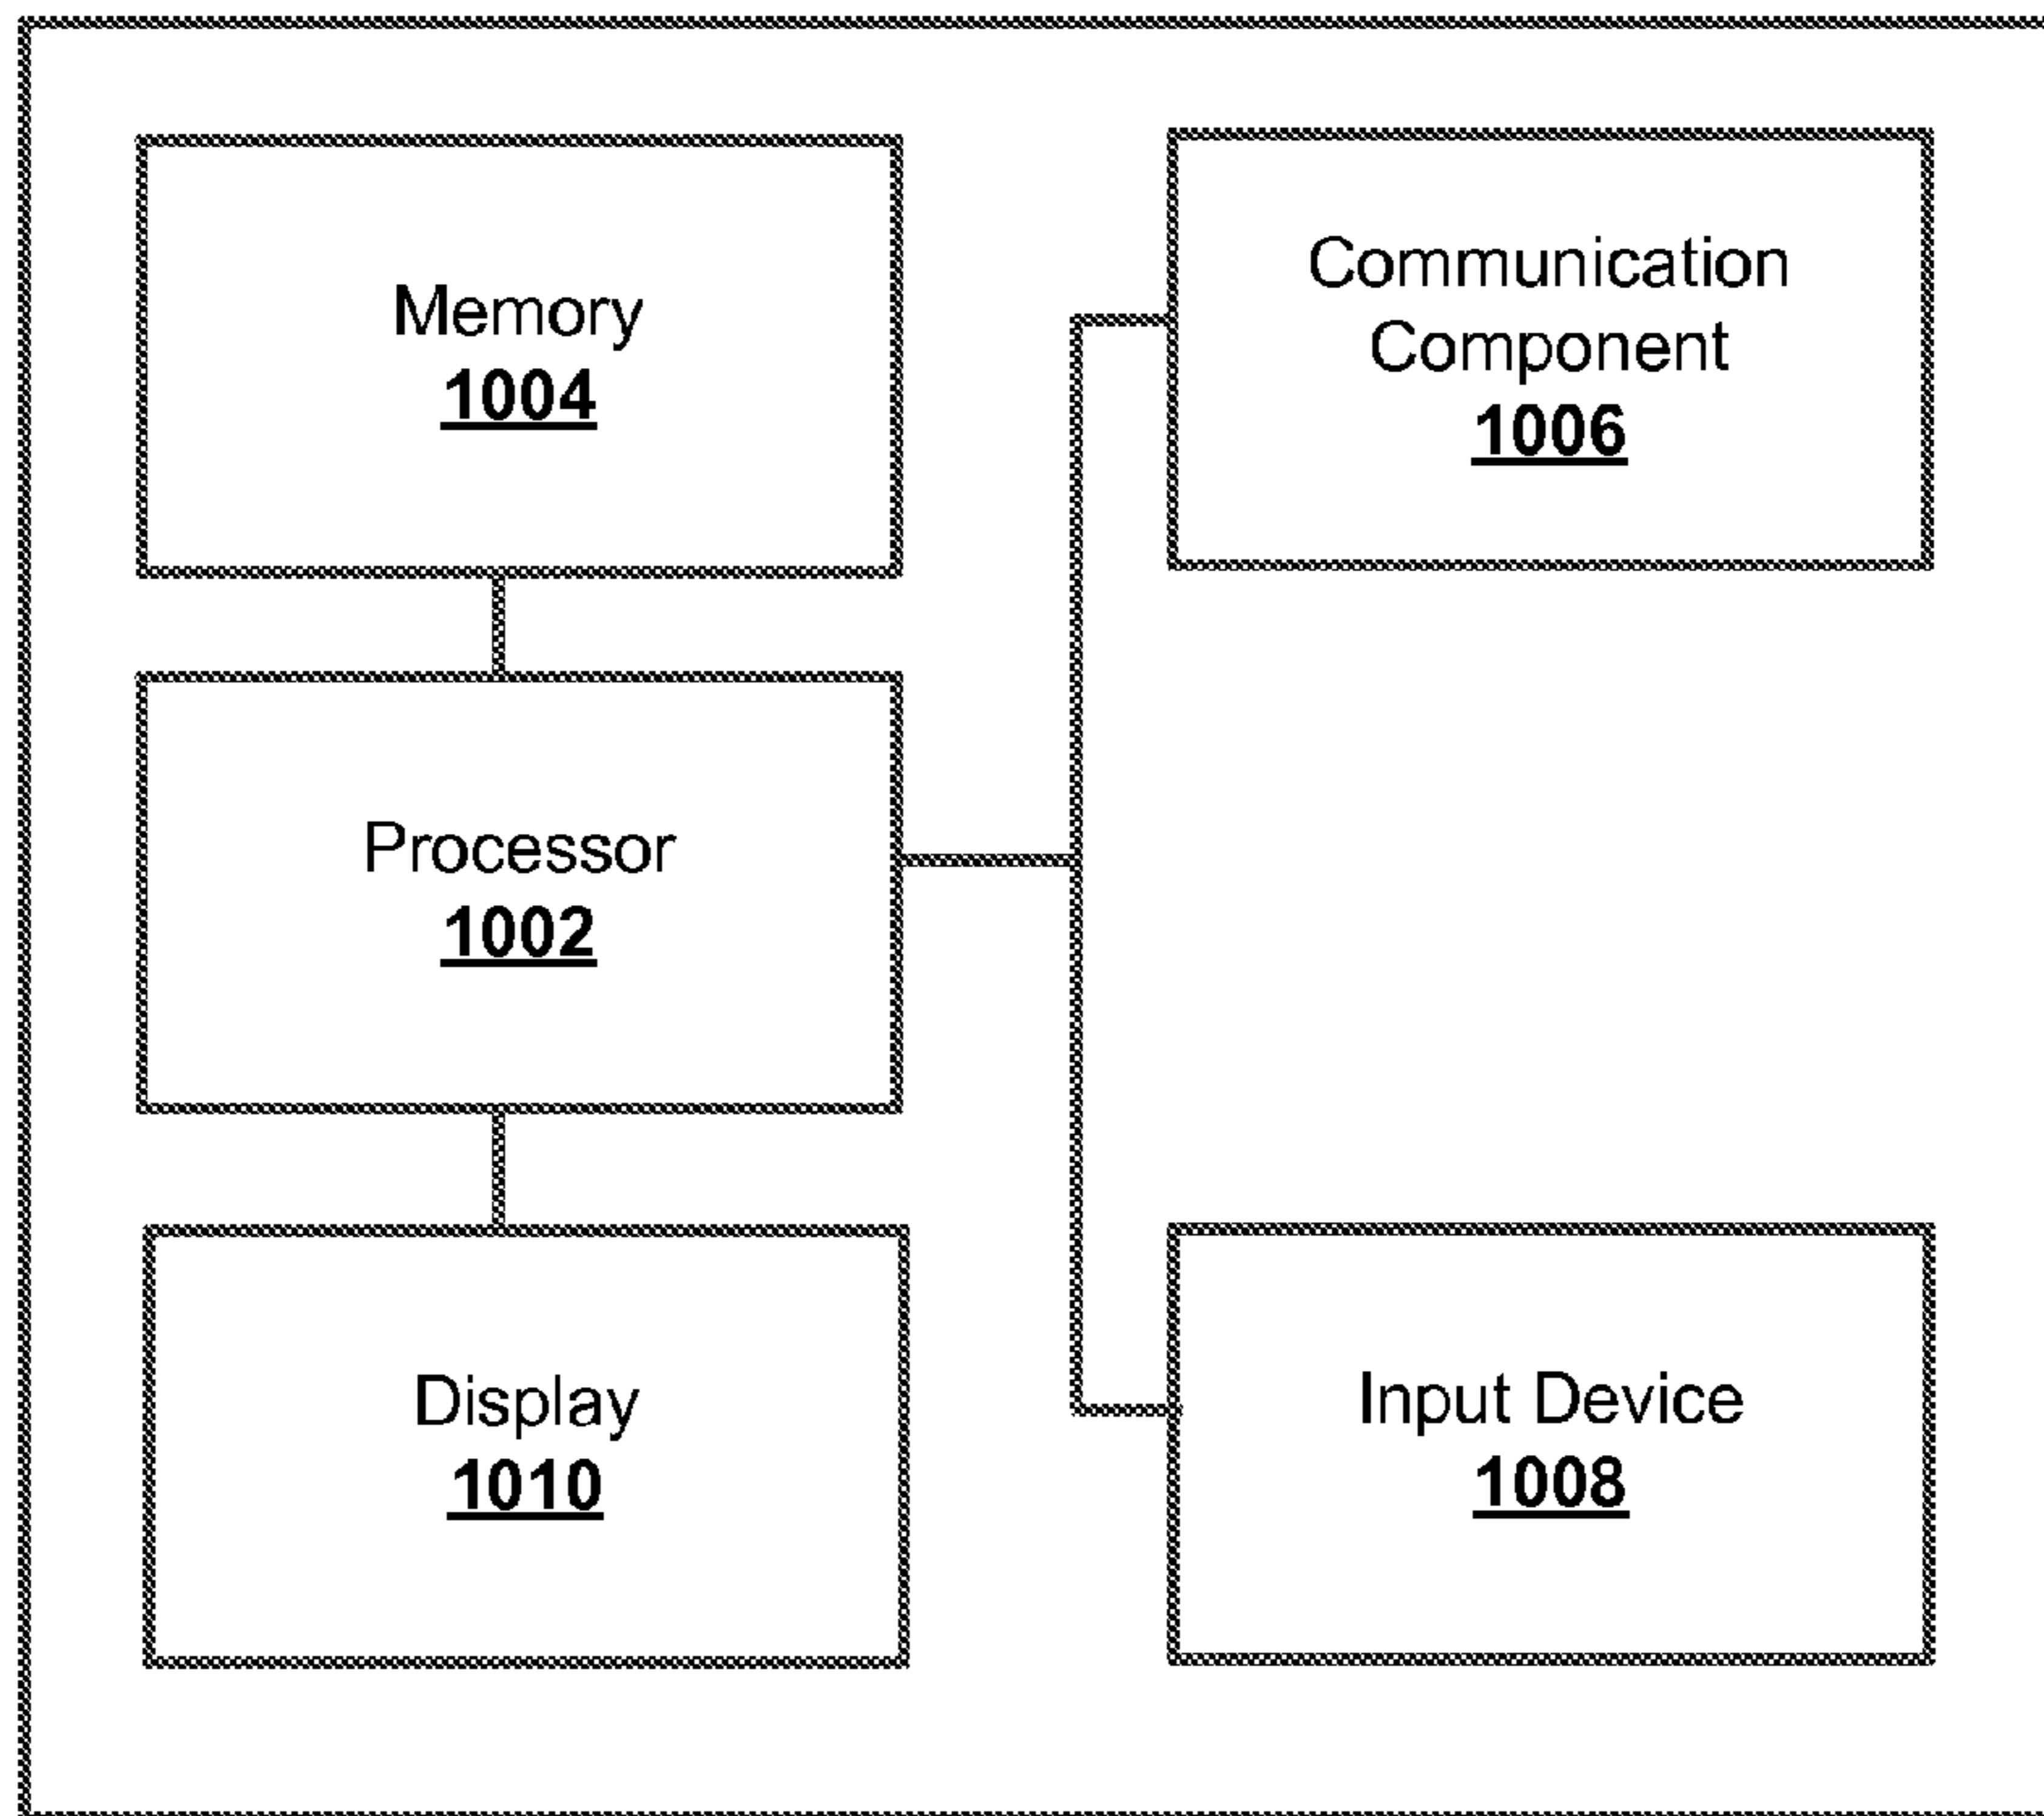 Memory
1004
Communication
Component
1006
Processor
1002
Display
1010
Input Device
1008